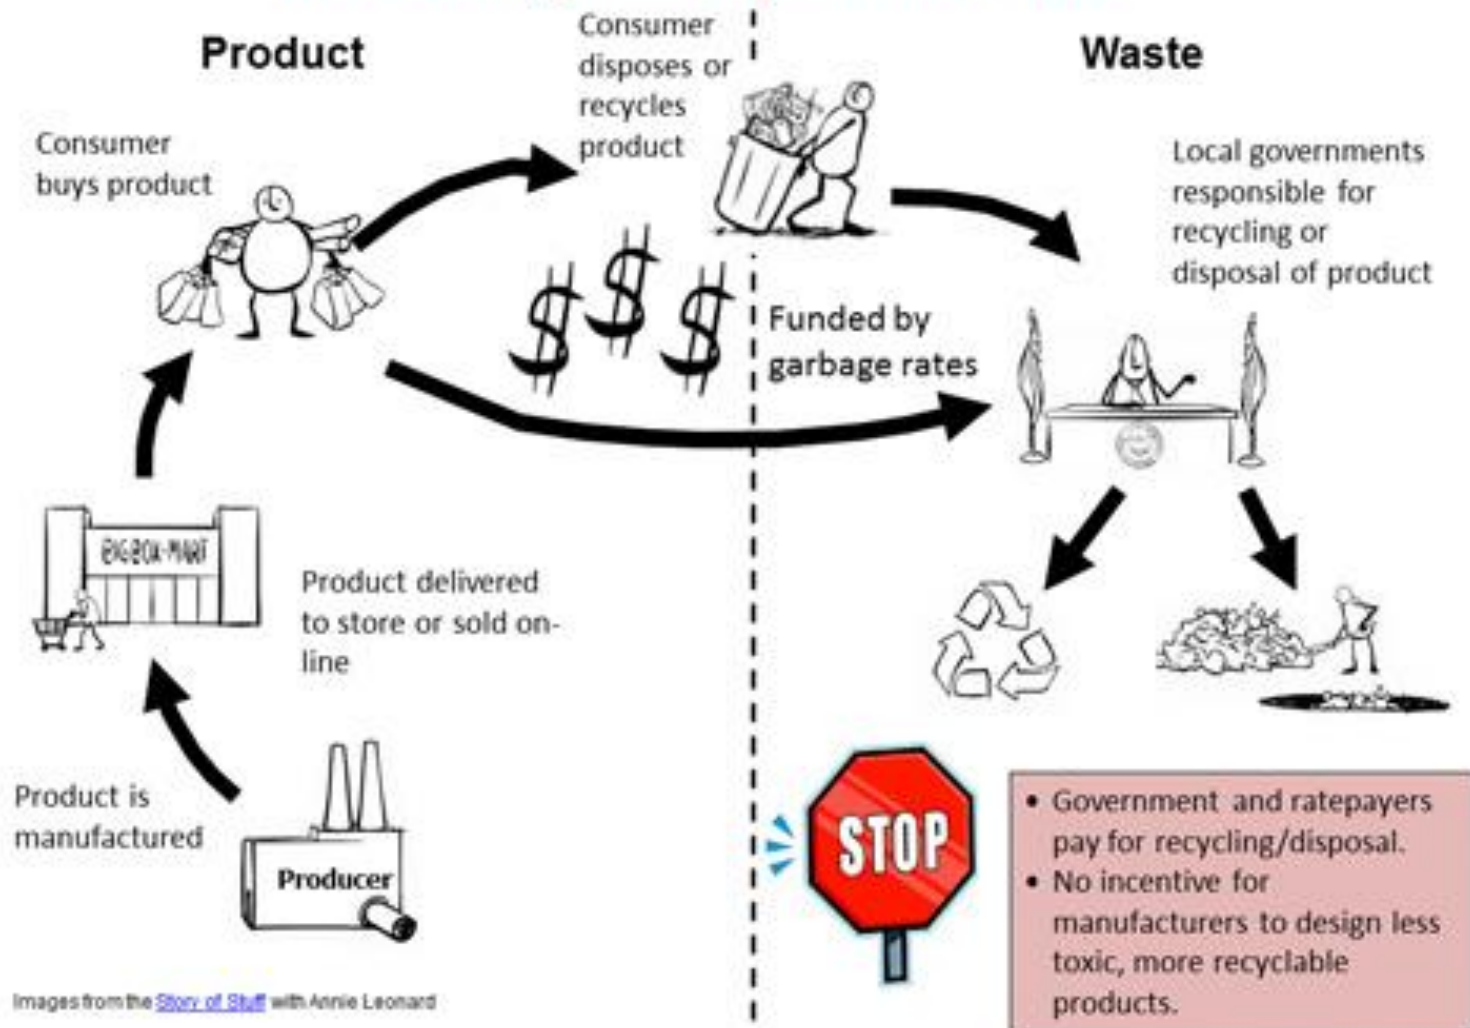 Product
Waste
Consumer
disposes or
recycles
product
Consumer
buys product
Local governments
responsible for
recycling or
disposal of product
$ $ $
Funded by
garbage rates
BIGBOX-MART
Product delivered
to store or sold on-
line
Product is
manufactured
Producer
STOP
• Government and ratepayers
pay for recycling/disposal.
• No incentive for
manufacturers to design less
toxic, more recyclable
products.
Images from the Story of Stuff with Annie Leonard